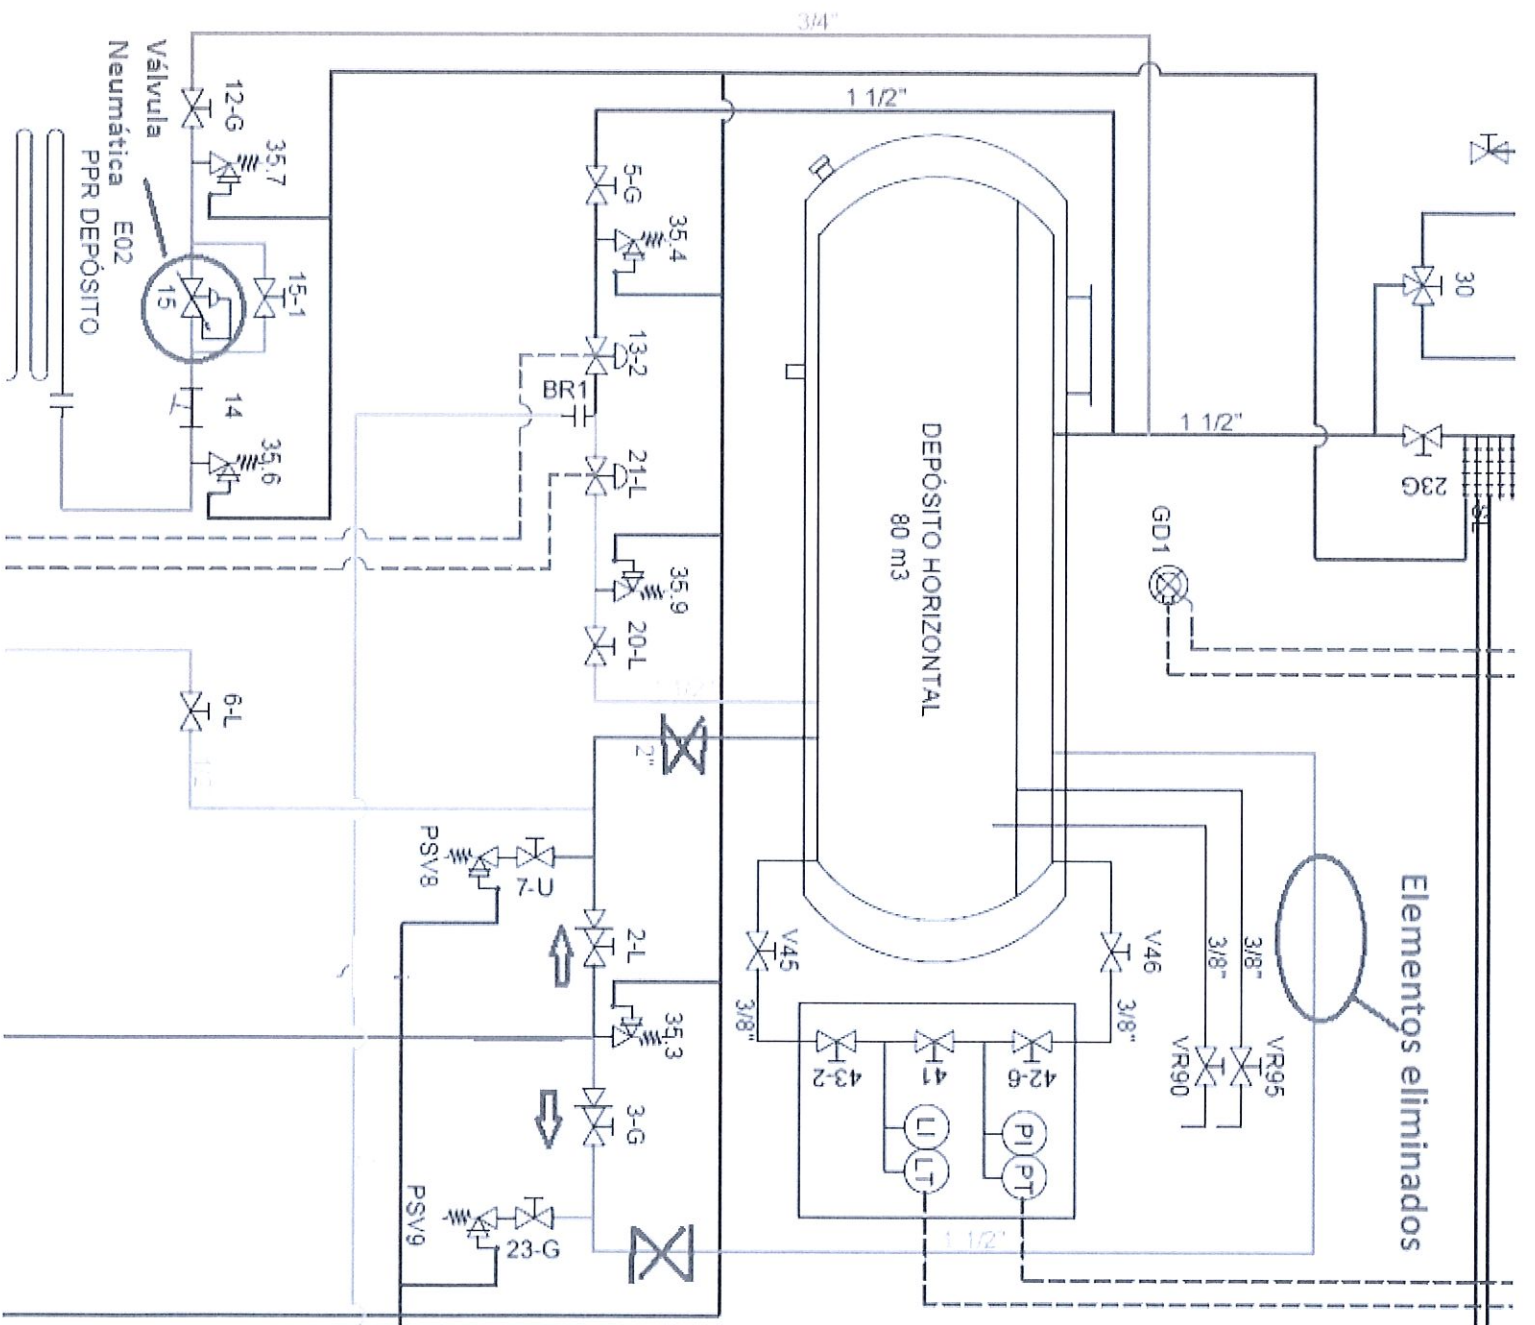 3/4"
Válvula
Neumática E02
PPR DEPÓSITO
12-G
35.7
15-1
15
14
35.6
1 1/2"
5-G
35.4
13-2
BR1
21-L
35.9
20-L
DEPÓSITO HORIZONTAL
80 m3
1 1/2"
30
23G
GD1
6-L
2"
PSV8
7-U
2-L
35.3
3-G
PSV9
23-G
V45
V46
3/8"
3/8"
3/8"
3/8"
43-2
41
42-6
LI
LT
PI
PT
VR90
VR95
1 1/2"
Elementos eliminados